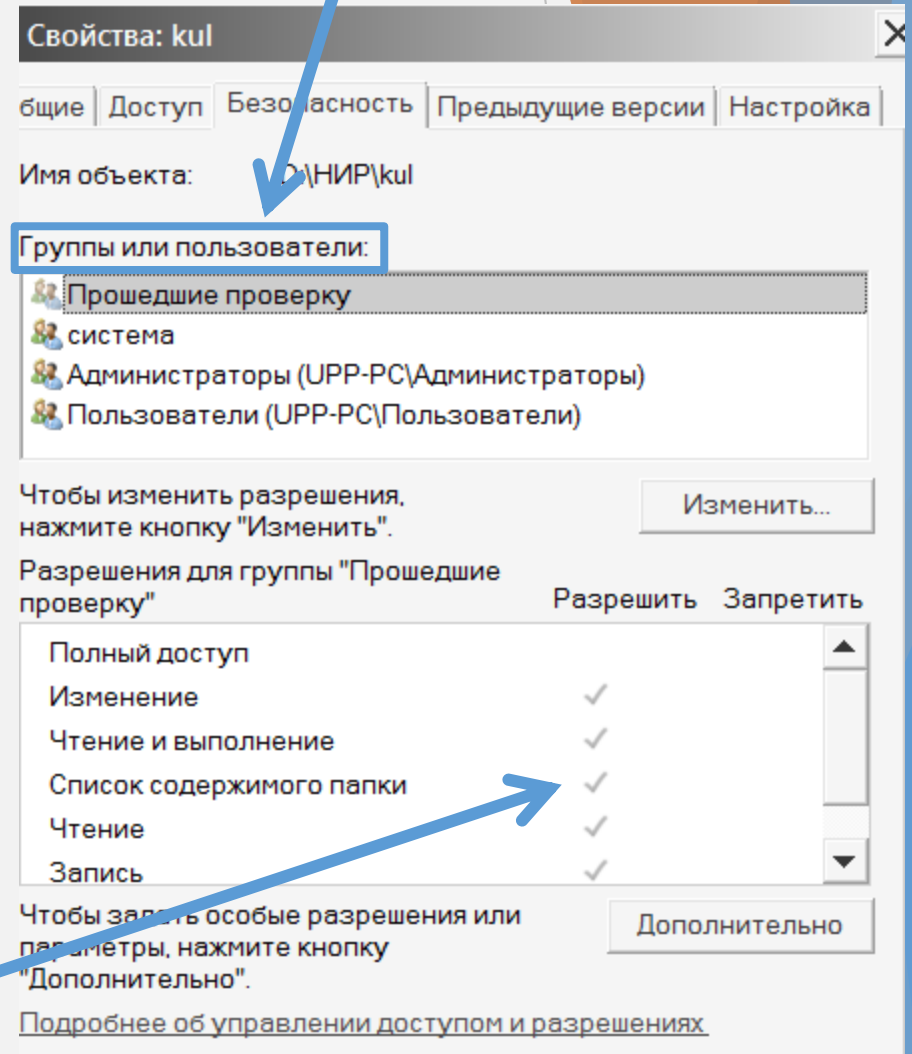 Свойства: kul
бщие Доступ Безопасность Предыдущие версии Настройка
Имя объекта: D:\НИР\kul
Группы или пользователи:
Прошедшие проверку
система
Администраторы (UPP-PC\Администраторы)
Пользователи (UPP-PC\Пользователи)
Чтобы изменить разрешения,
нажмите кнопку "Изменить".
Изменить...
Разрешения для группы "Прошедшие
проверку"
Разрешить Запретить
Полный доступ
Изменение
Чтение и выполнение
Список содержимого папки
Чтение
Запись
Чтобы задать особые разрешения или
параметры, нажмите кнопку
"Дополнительно".
Дополнительно
Подробнее об управлении доступом и разрешениях